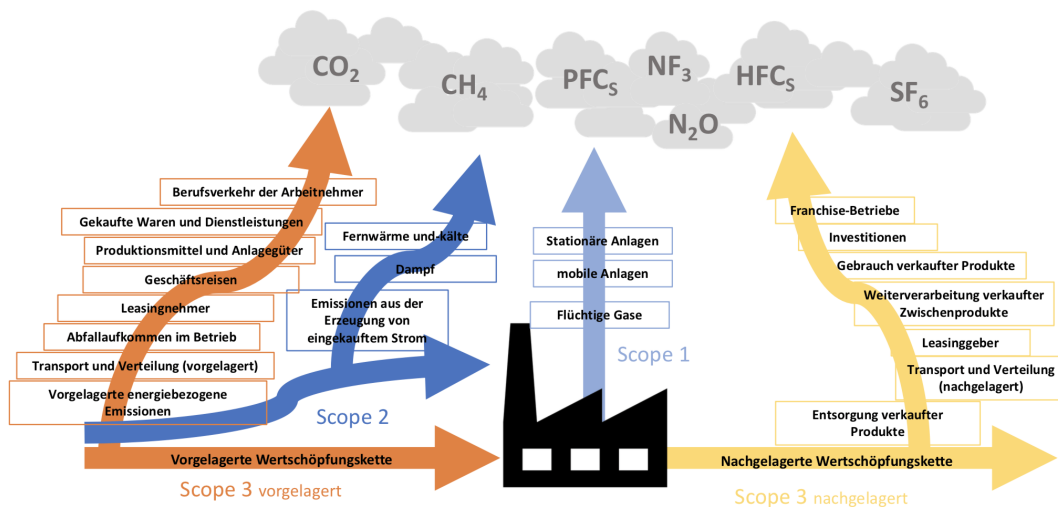 CO₂
CH₄
PFCₛ
NF₃
N₂O
HFCₛ
SF₆
Berufsverkehr der Arbeitnehmer
Gekaufte Waren und Dienstleistungen
Produktionsmittel und Anlagegüter
Geschäftsreisen
Leasingnehmer
Abfallaufkommen im Betrieb
Transport und Verteilung (vorgelagert)
Vorgelagerte energiebezogene
Emissionen
Fernwärme und-kälte
Dampf
Emissionen aus der
Erzeugung von
eingekauftem Strom
Scope 2
Stationäre Anlagen
mobile Anlagen
Flüchtige Gase
Scope 1
Franchise-Betriebe
Investitionen
Gebrauch verkaufter Produkte
Weiterverarbeitung verkaufter
Zwischenprodukte
Leasinggeber
Transport und Verteilung
(nachgelagert)
Entsorgung verkaufter
Produkte
Vorgelagerte Wertschöpfungskette
Scope 3 vorgelagert
Nachgelagerte Wertschöpfungskette
Scope 3 nachgelagert